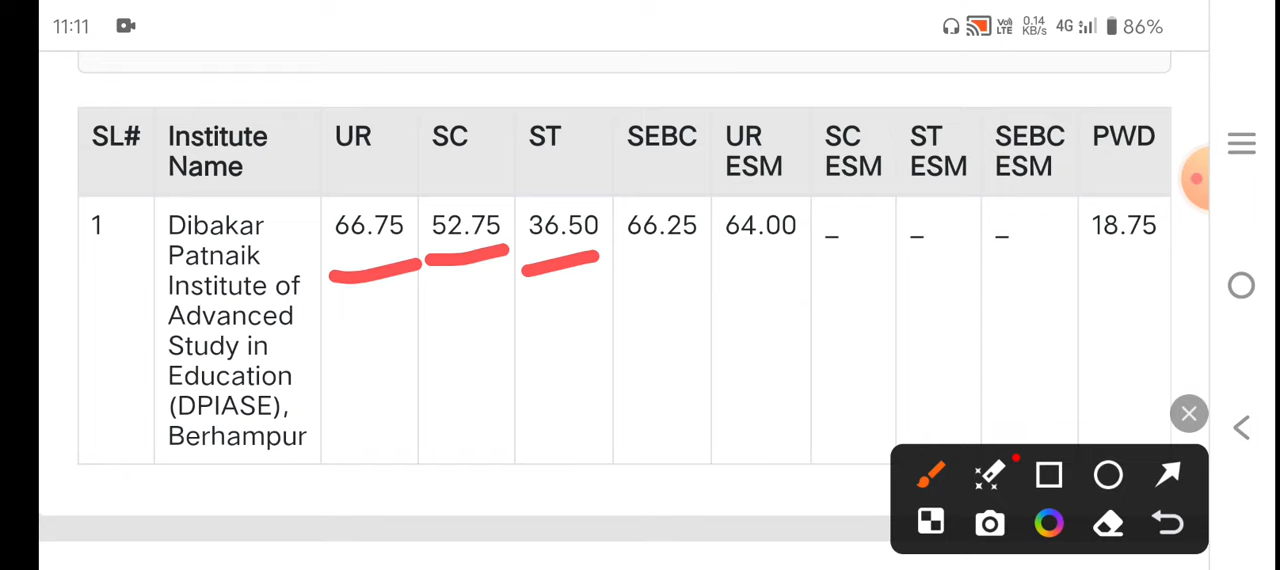 11:11 Vo) LTE 0.14 KB/s 4G 86%
SL# Institute Name UR SC ST SEBC UR ESM SC ESM ST ESM SEBC ESM PWD
1 Dibakar 66.75 52.75 36.50 66.25 64.00 _ _ _ 18.75
Patnaik
Institute of
Advanced
Study in
Education
(DPIASE),
Berhampur